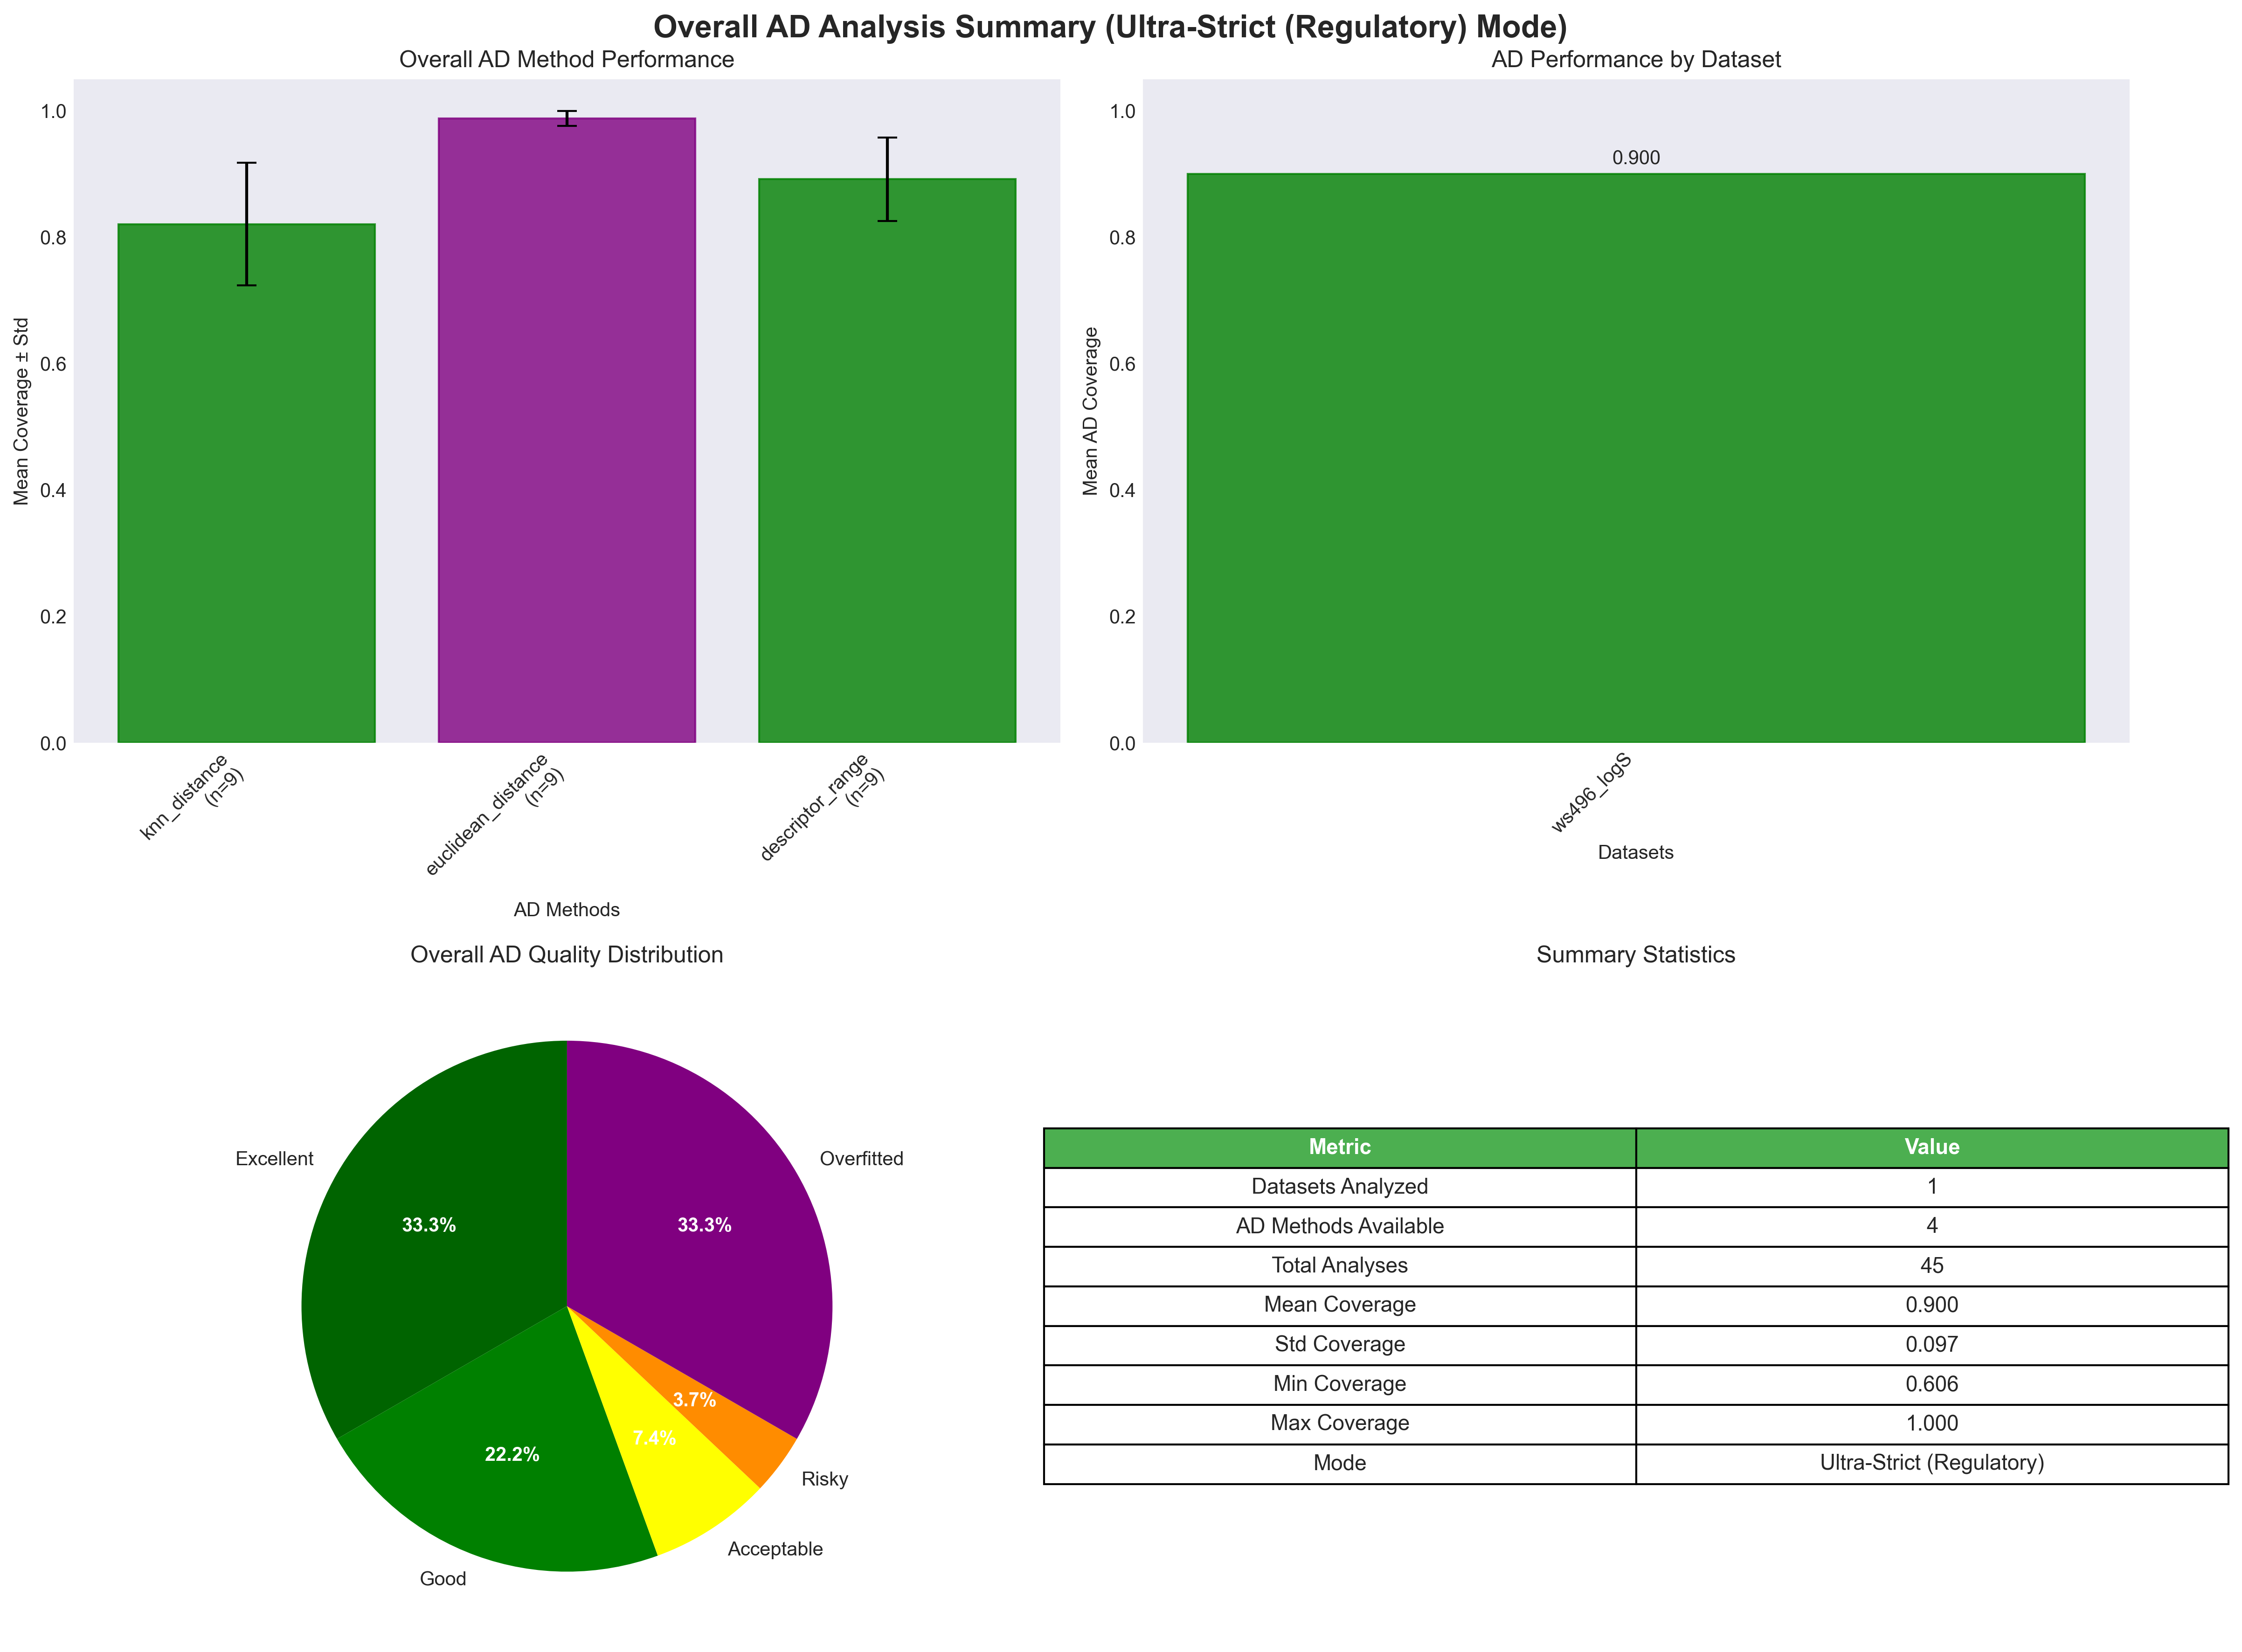 Overall AD Analysis Summary (Ultra-Strict (Regulatory) Mode)
Overall AD Method Performance
Mean Coverage ± Std
1.0
0.8
0.6
0.4
0.2
0.0
knn_distance
(n=9)
euclidean_distance
(n=9)
descriptor_range
(n=9)
AD Methods
AD Performance by Dataset
Mean AD Coverage
1.0
0.8
0.6
0.4
0.2
0.0
0.900
ws496_logS
Datasets
Overall AD Quality Distribution
Excellent
33.3%
Overfitted
33.3%
3.7%
Risky
7.4%
Acceptable
22.2%
Good
Summary Statistics
Metric Value
Datasets Analyzed 1
AD Methods Available 4
Total Analyses 45
Mean Coverage 0.900
Std Coverage 0.097
Min Coverage 0.606
Max Coverage 1.000
Mode Ultra-Strict (Regulatory)